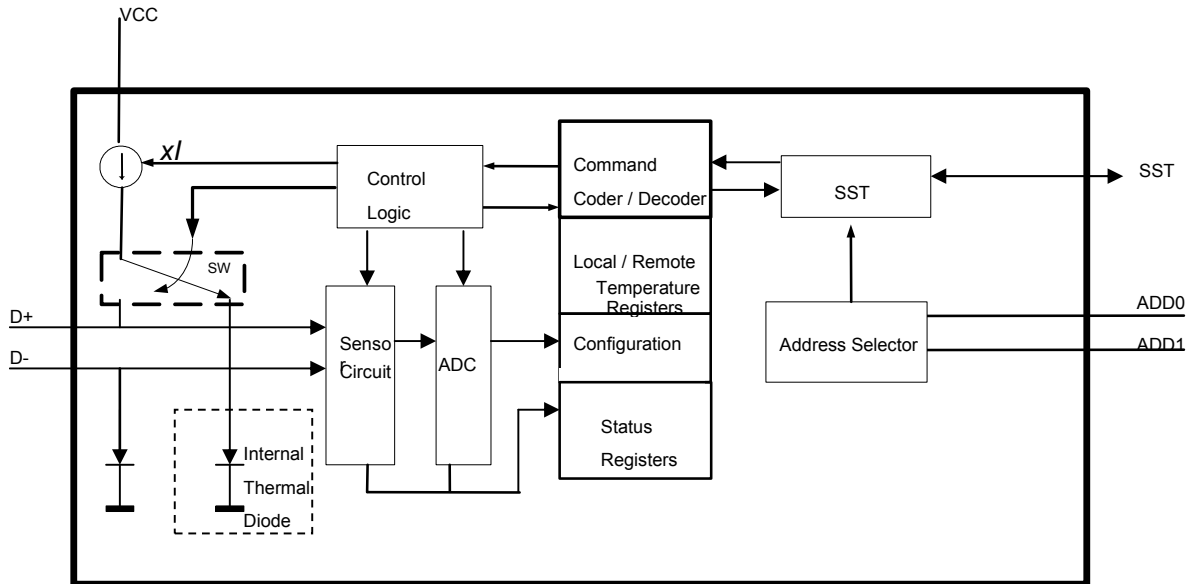 VCC
xI
Control
Logic
Command
Coder / Decoder
SST
SST
SW
Local / Remote
Temperature
Registers
D+
D-
Senso
r
Circuit
ADC
Configuration
Address Selector
ADD0
ADD1
Status
Registers
Internal
Thermal
Diode